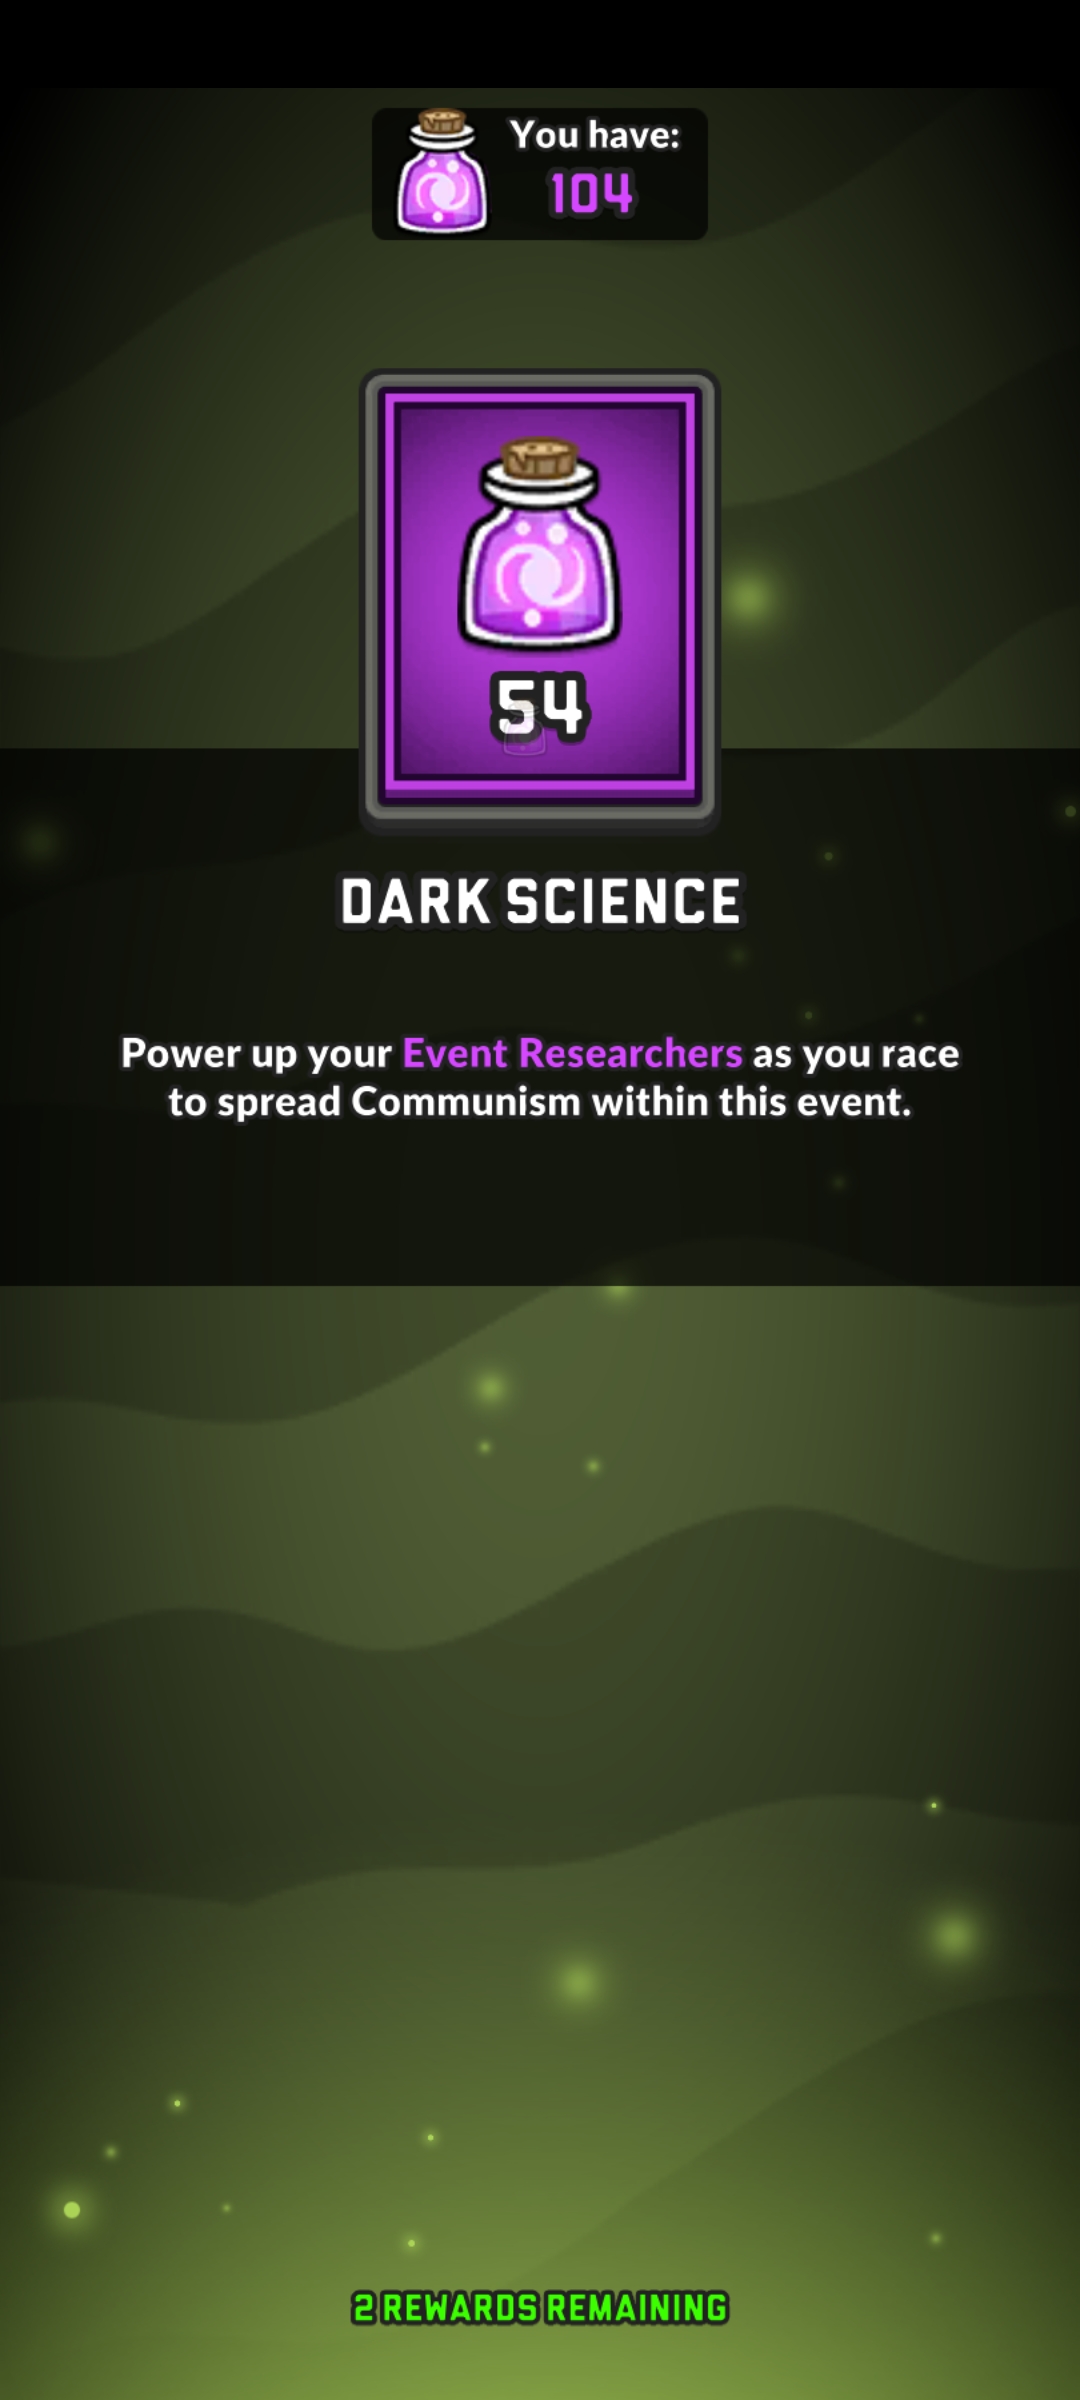 You have:
104
54
DARK SCIENCE
Power up your Event Researchers as you race
to spread Communism within this event.
2 REWARDS REMAINING